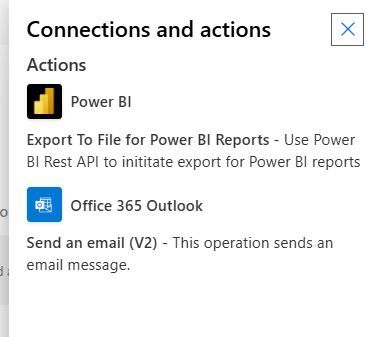 Connections and actions
Actions
Power BI
Export To File for Power BI Reports - Use Power
BI Rest API to inititate export for Power BI reports
Office 365 Outlook
Send an email (V2) - This operation sends an
email message.